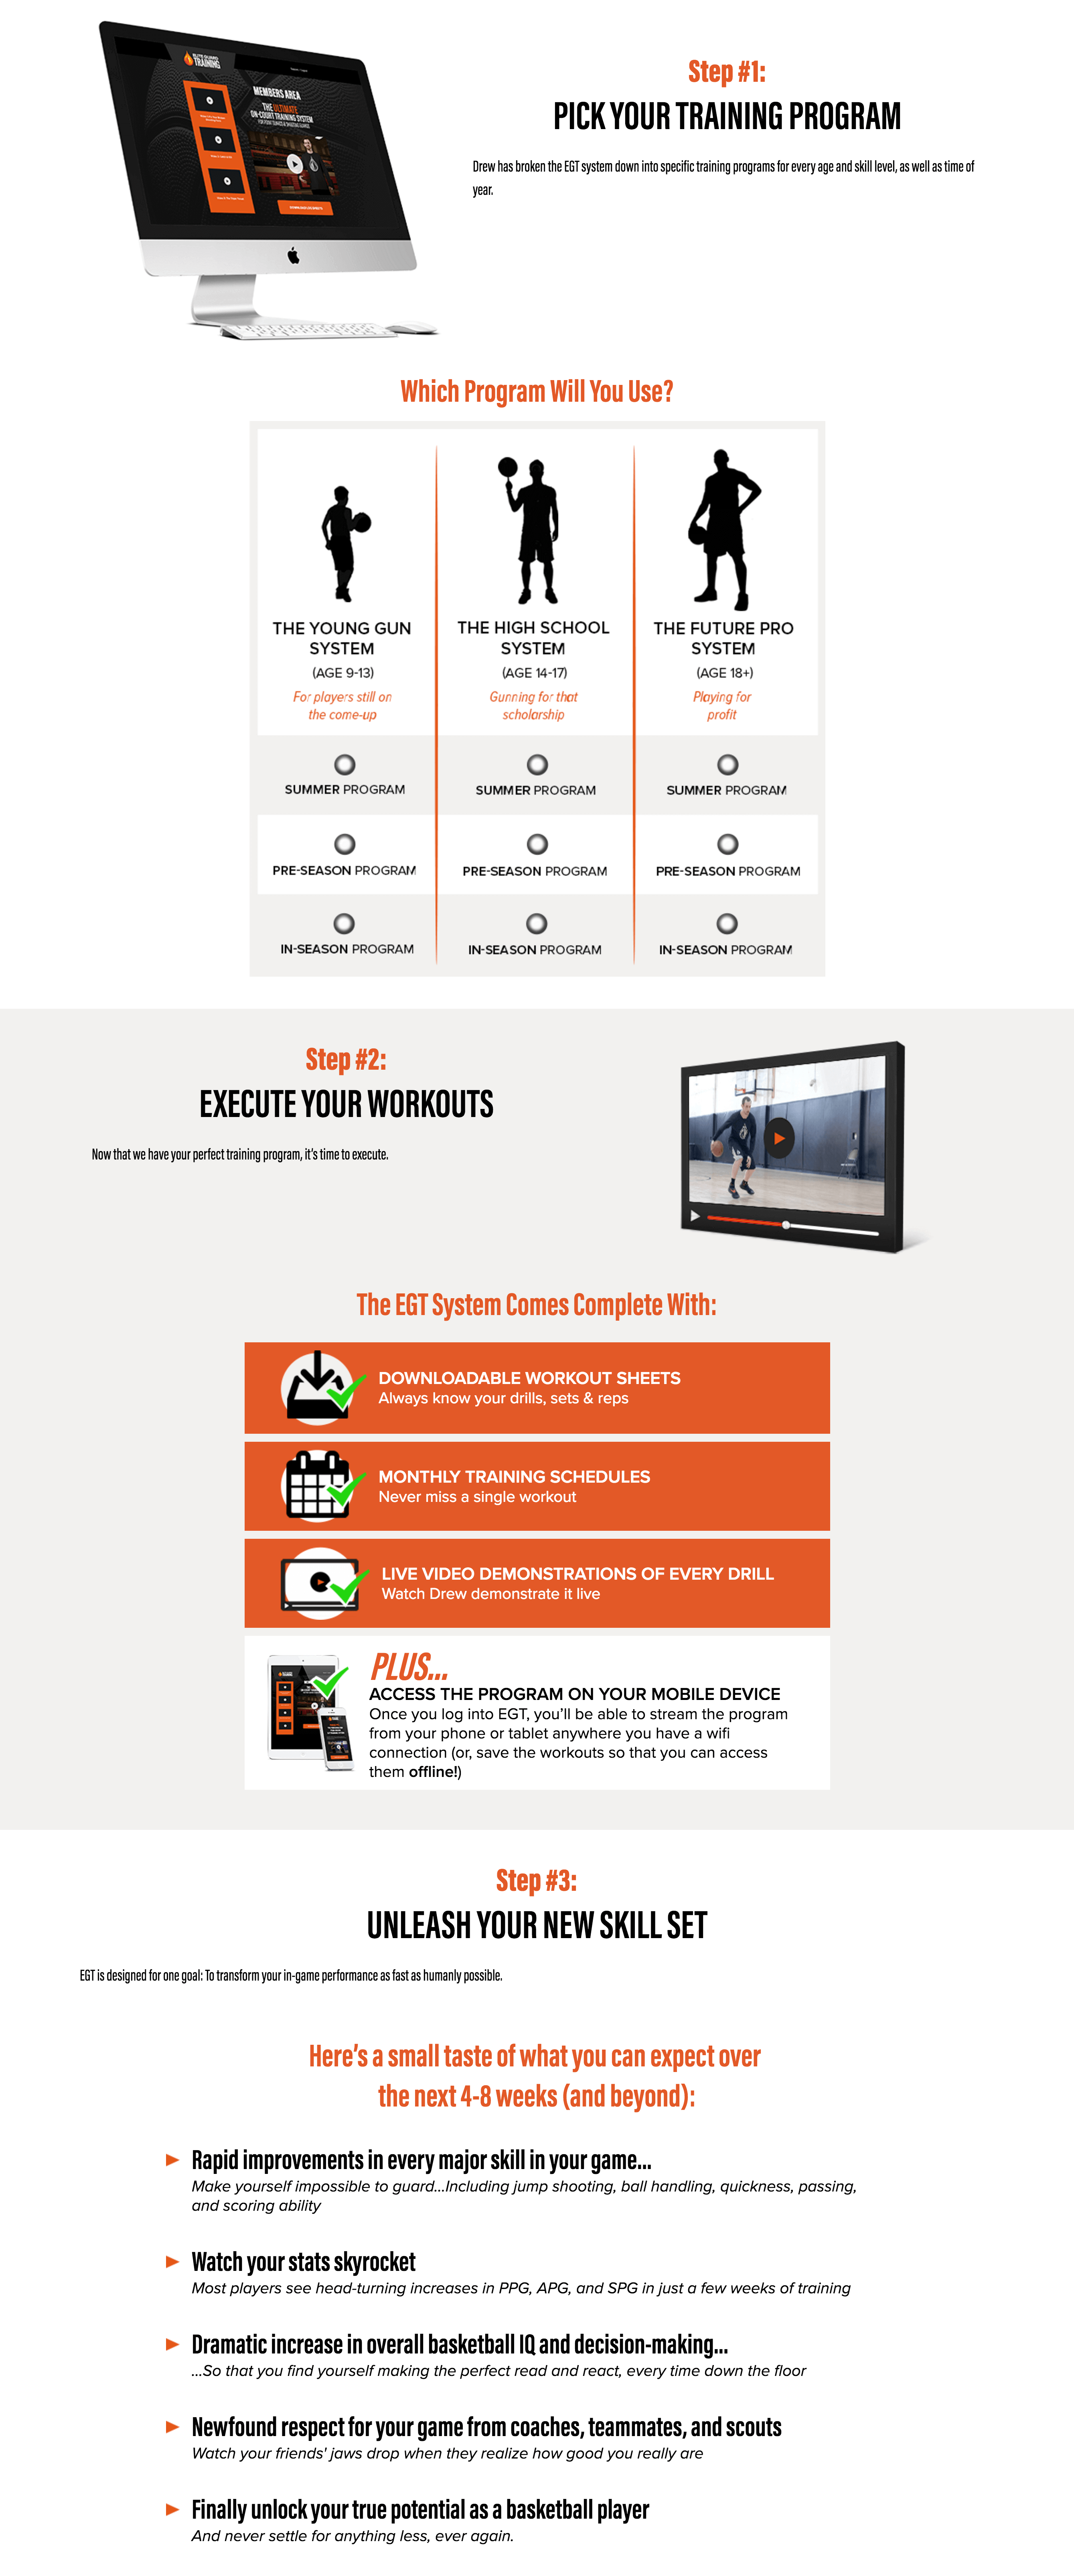 TRAINING
MEMBERS AREA
THE ULTIMATE
ON-COURT TRAINING SYSTEM
Step #1:
PICK YOUR TRAINING PROGRAM
Drew has broken the EGT system down into specific training programs for every age and skill level, as well as time of
year.
Which Program Will You Use?
THE YOUNG GUN
SYSTEM
(AGE 9-13)
For players still on
the come-up
THE HIGH SCHOOL
SYSTEM
(AGE 14-17)
Gunning for that
scholarship
THE FUTURE PRO
SYSTEM
(AGE 18+)
Playing for
profit
SUMMER PROGRAM
SUMMER PROGRAM
SUMMER PROGRAM
PRE-SEASON PROGRAM
PRE-SEASON PROGRAM
PRE-SEASON PROGRAM
IN-SEASON PROGRAM
IN-SEASON PROGRAM
IN-SEASON PROGRAM
Step #2:
EXECUTE YOUR WORKOUTS
Now that we have your perfect training program, it's time to execute.
The EGT System Comes Complete With:
DOWNLOADABLE WORKOUT SHEETS
Always know your drills, sets & reps
MONTHLY TRAINING SCHEDULES
Never miss a single workout
LIVE VIDEO DEMONSTRATIONS OF EVERY DRILL
Watch Drew demonstrate it live
PLUS...
ACCESS THE PROGRAM ON YOUR MOBILE DEVICE
Once you log into EGT, you'll be able to stream the program
from your phone or tablet anywhere you have a wifi
connection (or, save the workouts so that you can access
them offline!)
Step #3:
UNLEASH YOUR NEW SKILL SET
EGT is designed for one goal: To transform your in-game performance as fast as humanly possible.
Here's a small taste of what you can expect over
the next 4-8 weeks (and beyond):
Rapid improvements in every major skill in your game...
Make yourself impossible to guard...Including jump shooting, ball handling, quickness, passing,
and scoring ability
Watch your stats skyrocket
Most players see head-turning increases in PPG, APG, and SPG in just a few weeks of training
Dramatic increase in overall basketball IQ and decision-making...
...So that you find yourself making the perfect read and react, every time down the floor
Newfound respect for your game from coaches, teammates, and scouts
Watch your friends' jaws drop when they realize how good you really are
Finally unlock your true potential as a basketball player
And never settle for anything less, ever again.